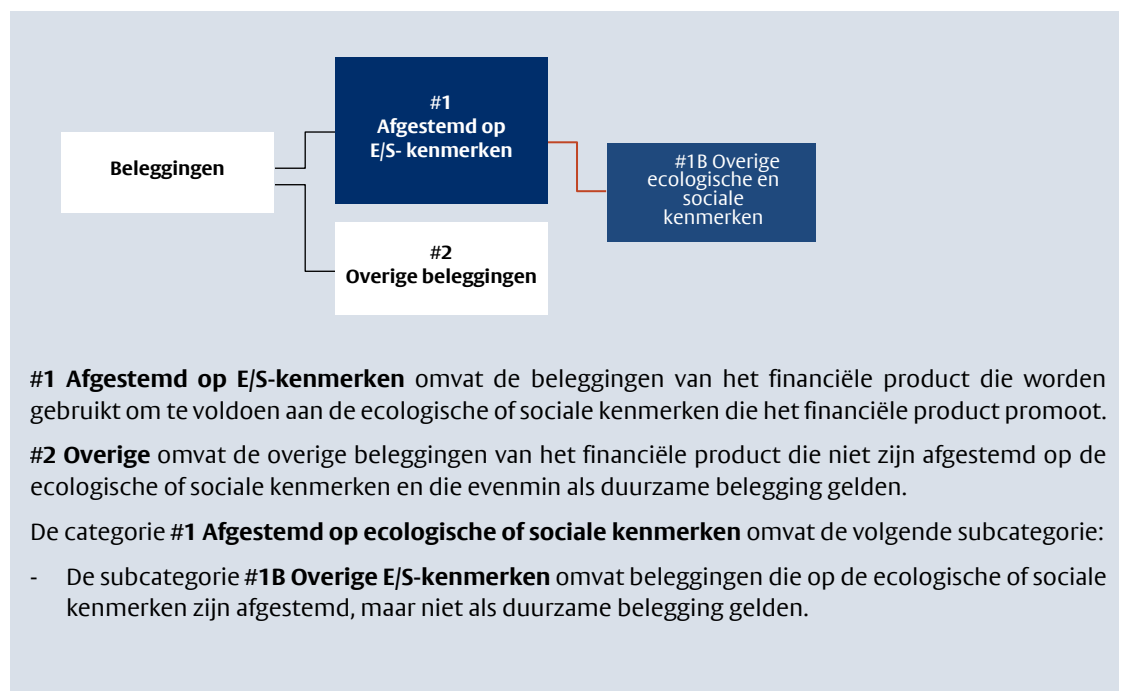 #1
Afgestemd op
E/S- kenmerken
Beleggingen
#1B Overige
ecologische en
sociale
kenmerken
#2
Overige beleggingen
#1 Afgestemd op E/S-kenmerken omvat de beleggingen van het financiële product die worden
gebruikt om te voldoen aan de ecologische of sociale kenmerken die het financiële product promoot.
#2 Overige omvat de overige beleggingen van het financiële product die niet zijn afgestemd op de
ecologische of sociale kenmerken en die evenmin als duurzame belegging gelden.
De categorie #1 Afgestemd op ecologische of sociale kenmerken omvat de volgende subcategorie:
- De subcategorie #1B Overige E/S-kenmerken omvat beleggingen die op de ecologische of sociale
kenmerken zijn afgestemd, maar niet als duurzame belegging gelden.